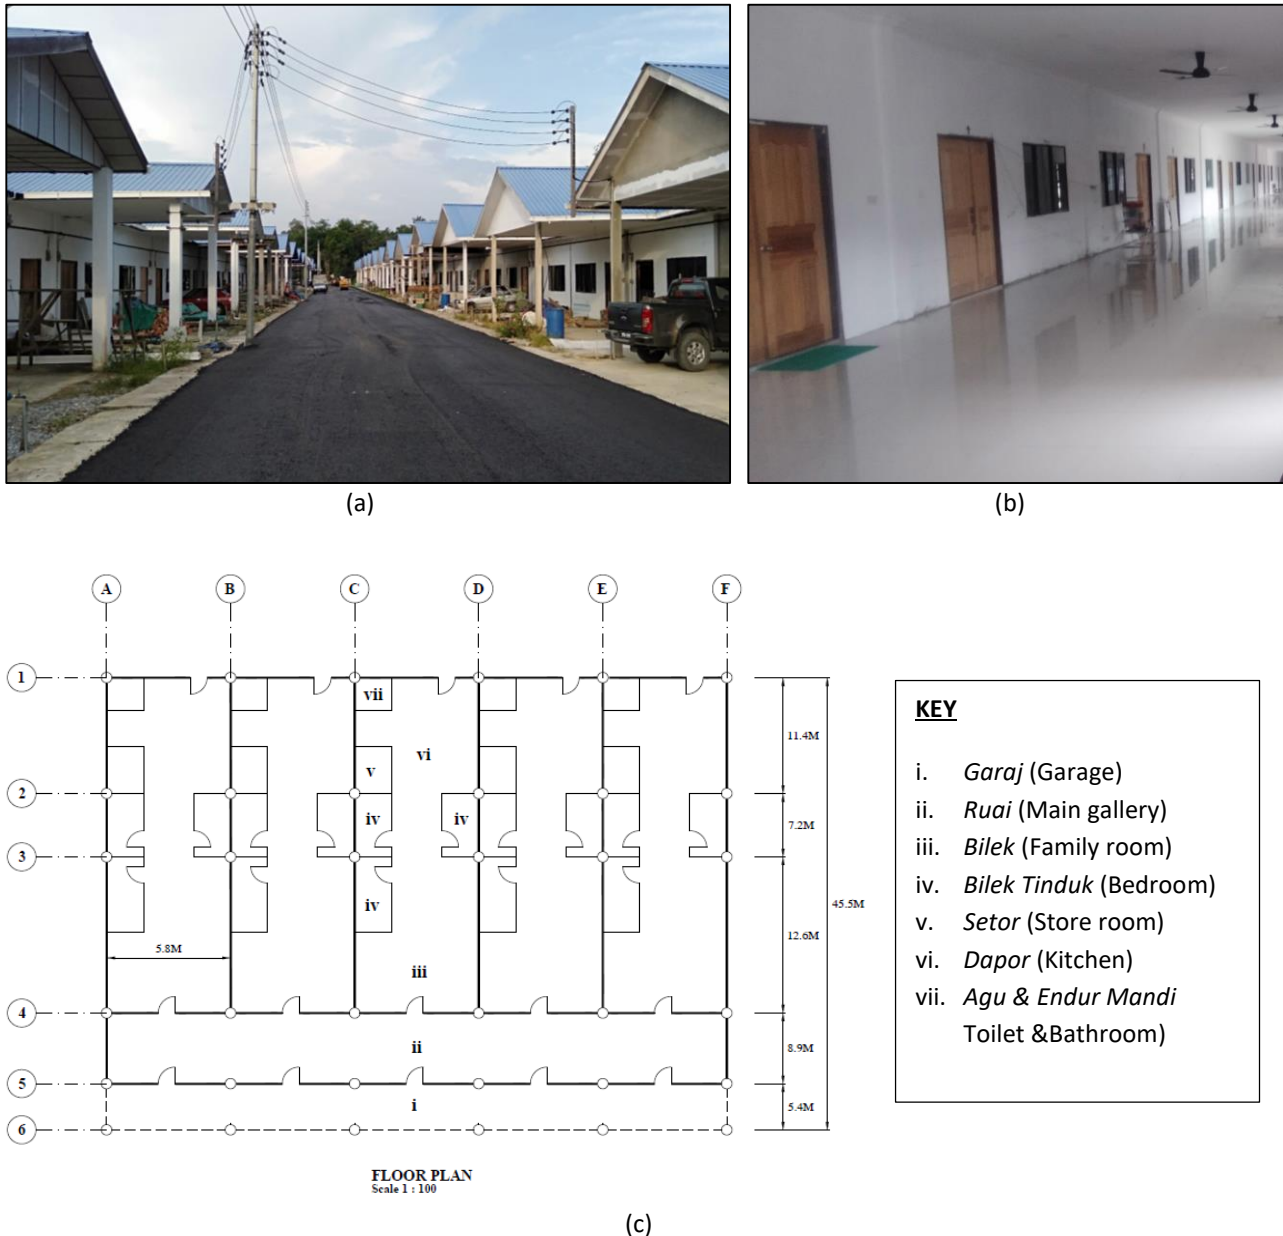 (a)
(b)
A
B
C
D
E
F
1
2
3
4
5
6
vii
vi
v
iv
iv
iv
iii
ii
i
5.8M
11.4M
7.2M
12.6M
8.9M
5.4M
45.5M
FLOOR PLAN
Scale 1 : 100
KEY
i. Garaj (Garage)
ii. Ruai (Main gallery)
iii. Bilek (Family room)
iv. Bilek Tinduk (Bedroom)
v. Setor (Store room)
vi. Dapor (Kitchen)
vii. Agu & Endur Mandi
Toilet &Bathroom)
(c)